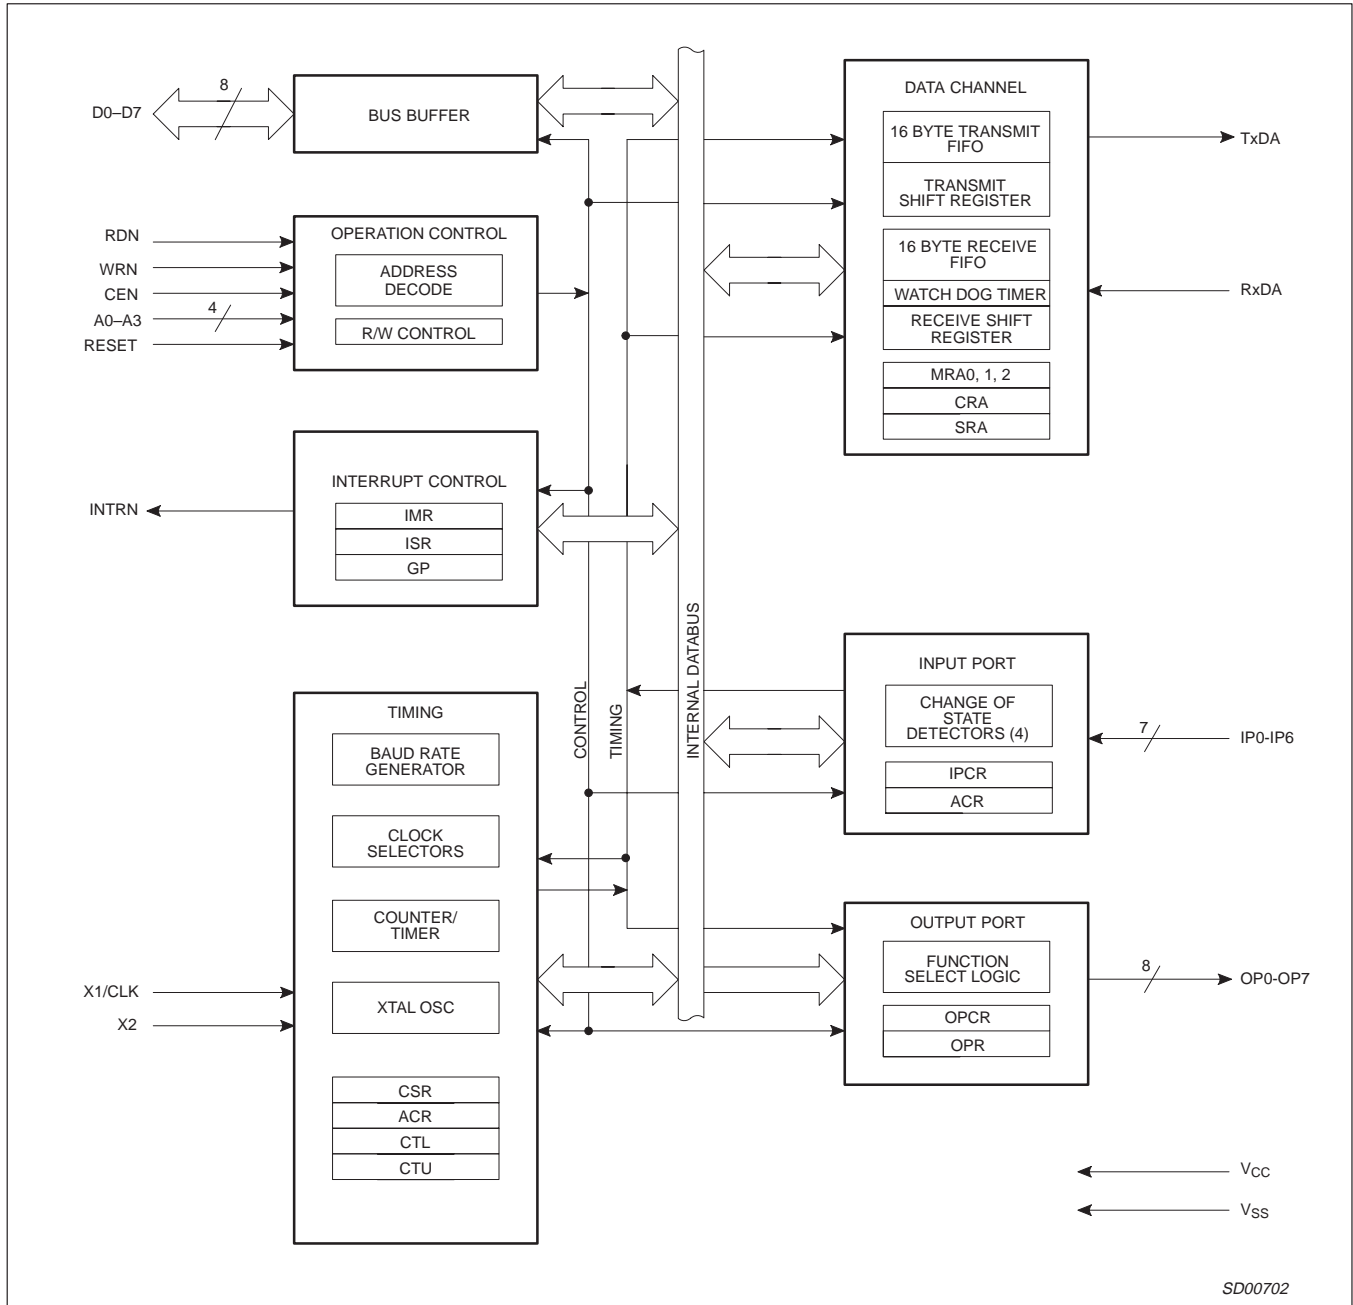 D0–D7
8
BUS BUFFER
RDN
WRN
CEN
A0–A3
4
RESET
OPERATION CONTROL
ADDRESS
DECODE
R/W CONTROL
INTRN
INTERRUPT CONTROL
IMR
ISR
GP
TIMING
BAUD RATE
GENERATOR
CLOCK
SELECTORS
COUNTER/
TIMER
X1/CLK
X2
XTAL OSC
CSR
ACR
CTL
CTU
CONTROL
TIMING
INTERNAL DATABUS
DATA CHANNEL
16 BYTE TRANSMIT
FIFO
TRANSMIT
SHIFT REGISTER
16 BYTE RECEIVE
FIFO
WATCH DOG TIMER
RECEIVE SHIFT
REGISTER
MRA0, 1, 2
CRA
SRA
TxDA
RxDA
INPUT PORT
CHANGE OF
STATE
DETECTORS (4)
IPCR
ACR
7
IP0-IP6
OUTPUT PORT
FUNCTION
SELECT LOGIC
OPCR
OPR
8
OP0-OP7
VCC
VSS
SD00702